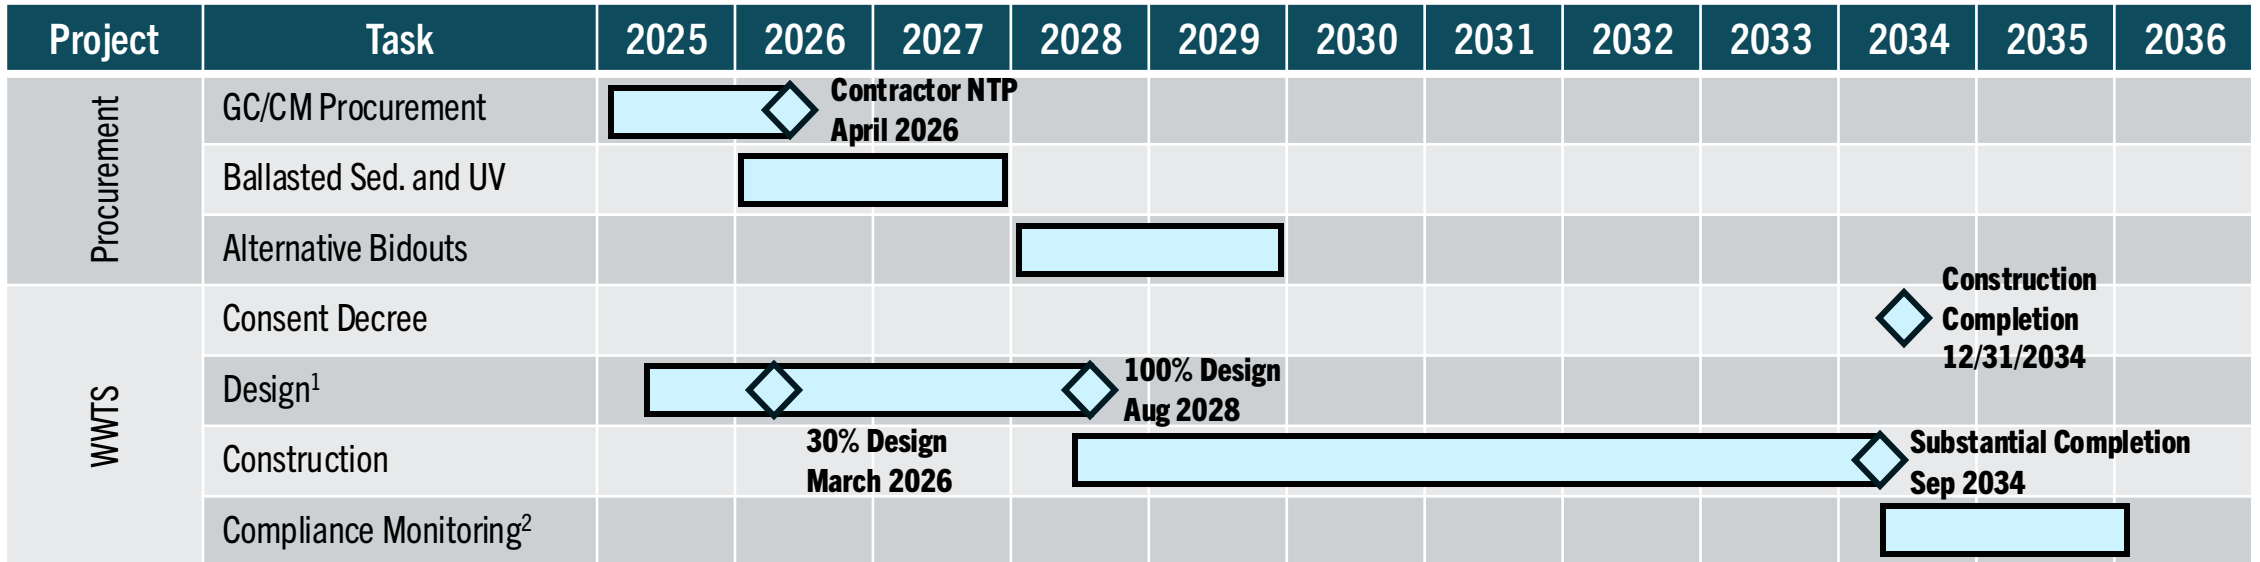 Project Task 2025 2026 2027 2028 2029 2030 2031 2032 2033 2034 2035 2036
Procurement
GC/CM Procurement
Contractor NTP
April 2026
Ballasted Sed. and UV
Alternative Bidouts
WWTS
Consent Decree
Construction
Completion
12/31/2034
Design¹
100% Design
Aug 2028
30% Design
March 2026
Construction
Substantial Completion
Sep 2034
Compliance Monitoring²